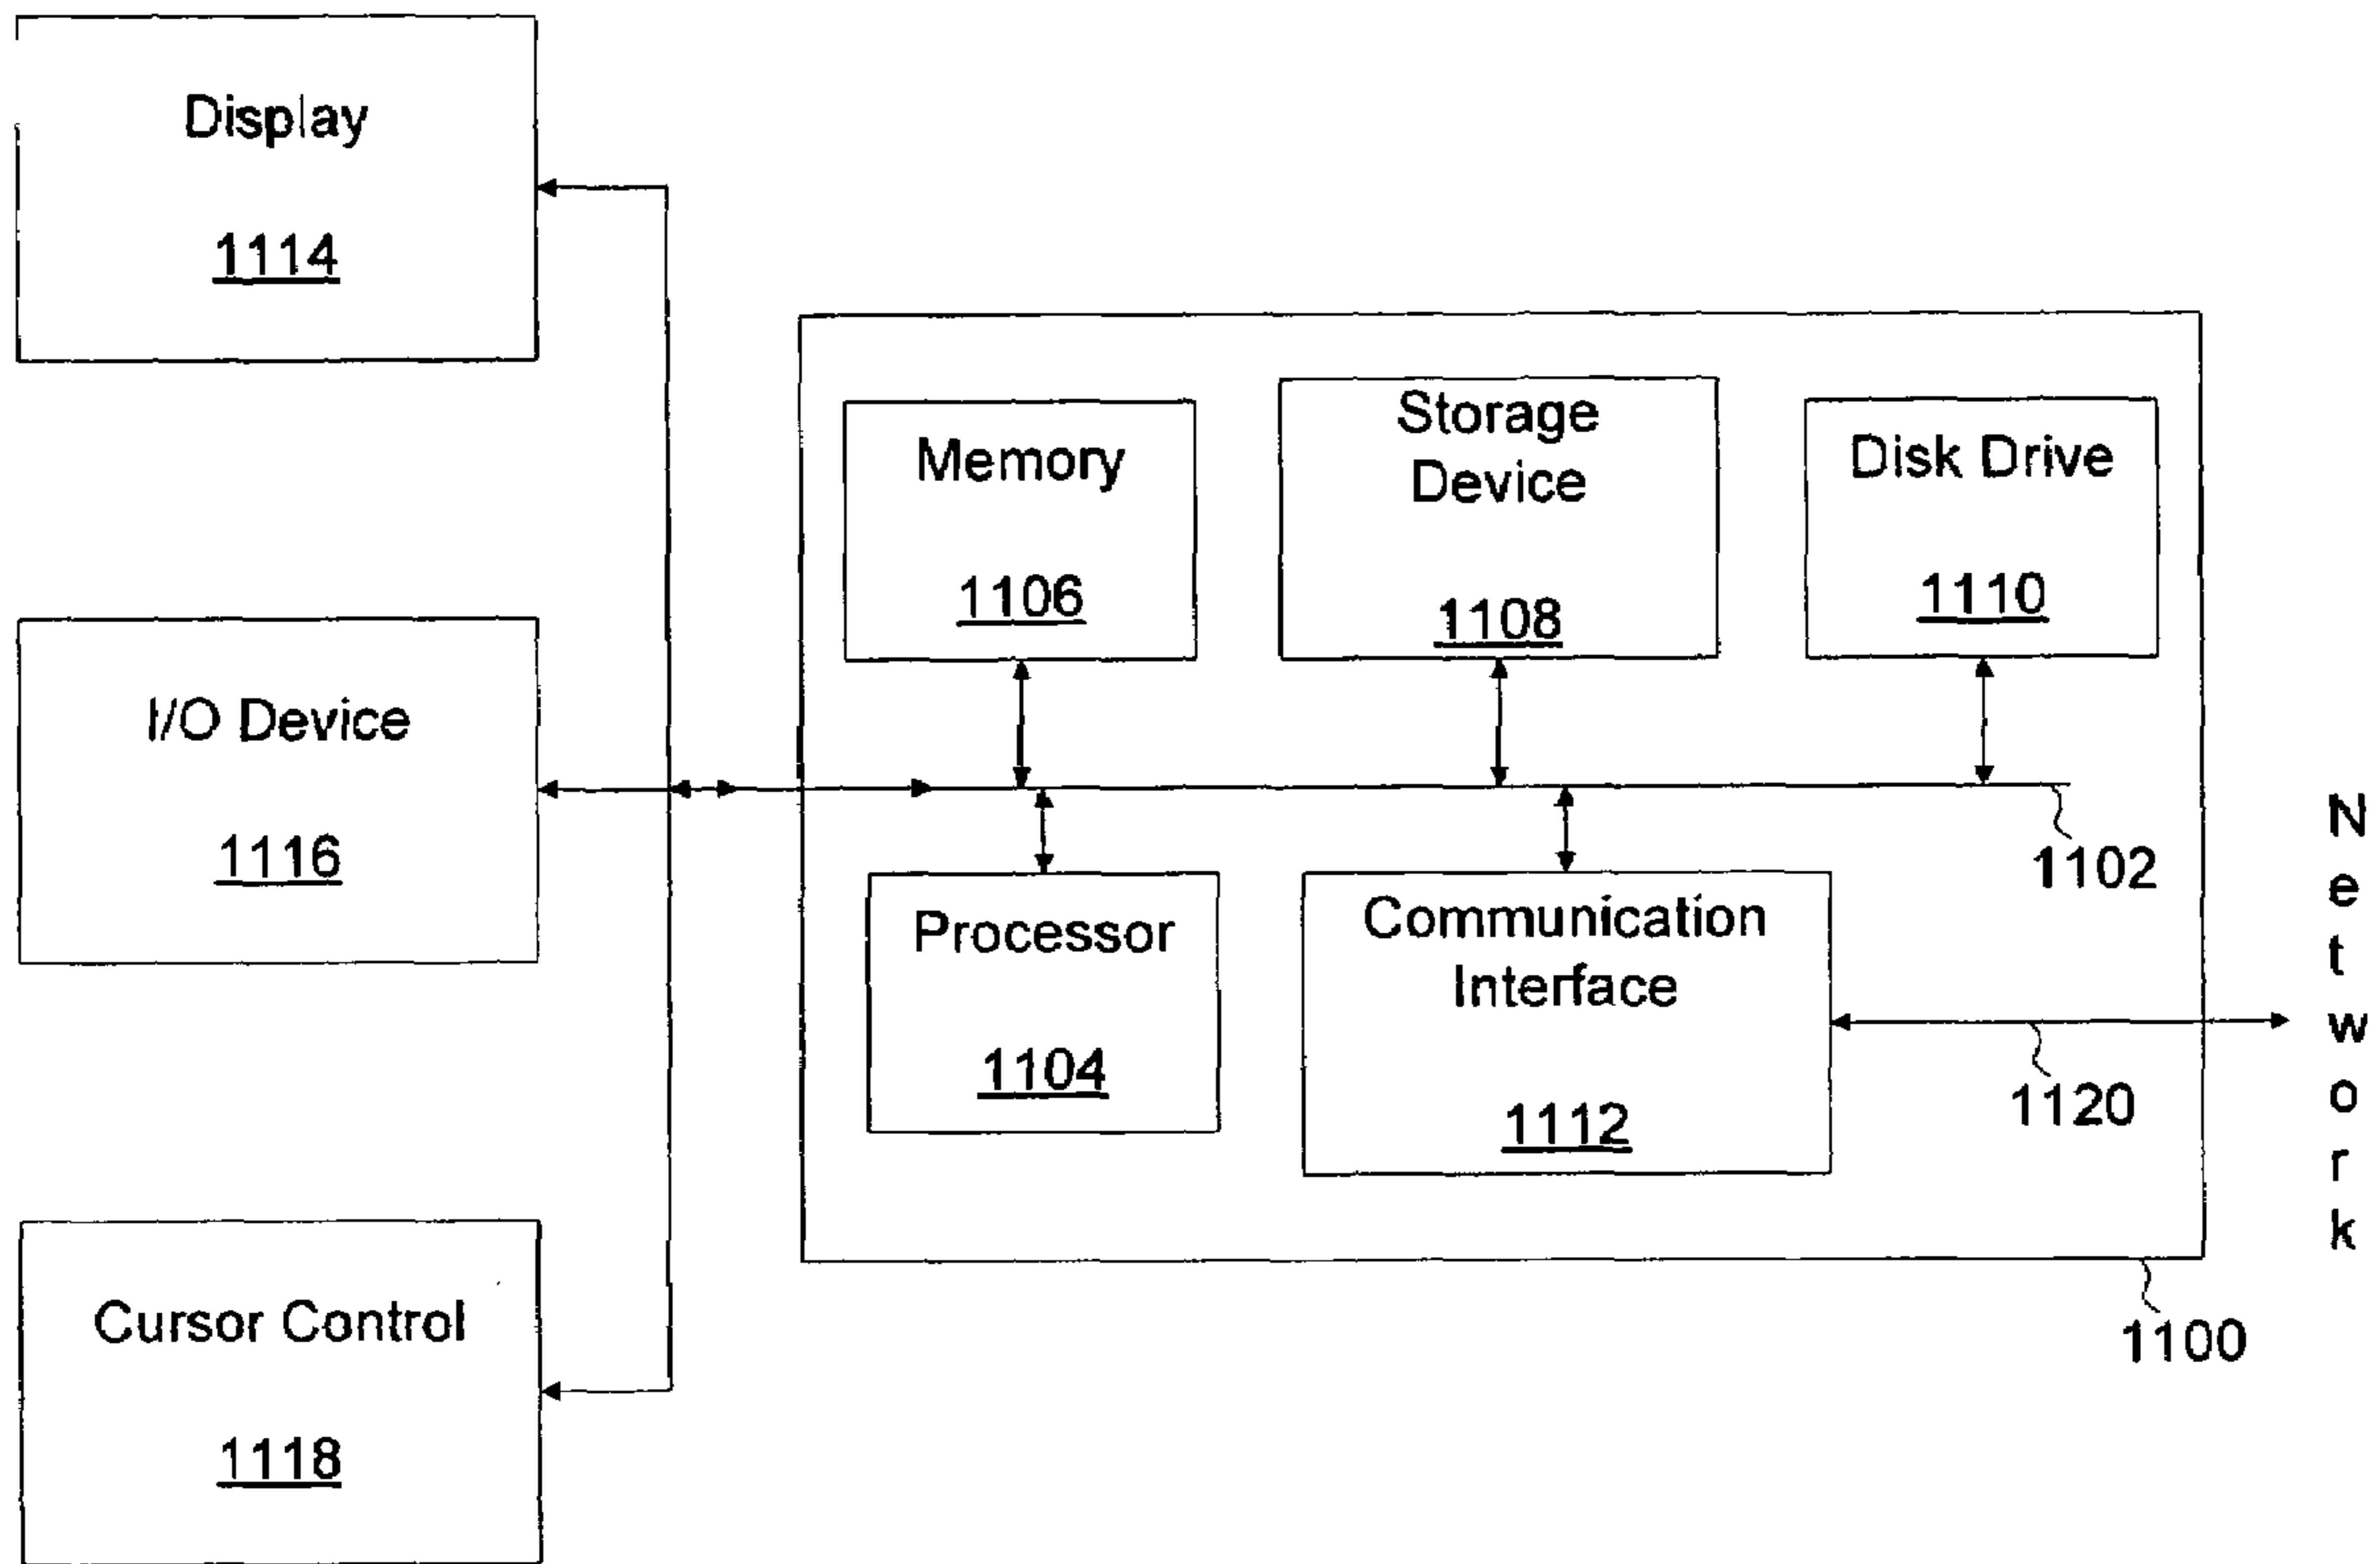 Display
1114
I/O Device
1116
Cursor Control
1118
Memory
1106
Storage
Device
1108
Disk Drive
1110
Processor
1104
Communication
Interface
1112
1102
1120
1100
Network